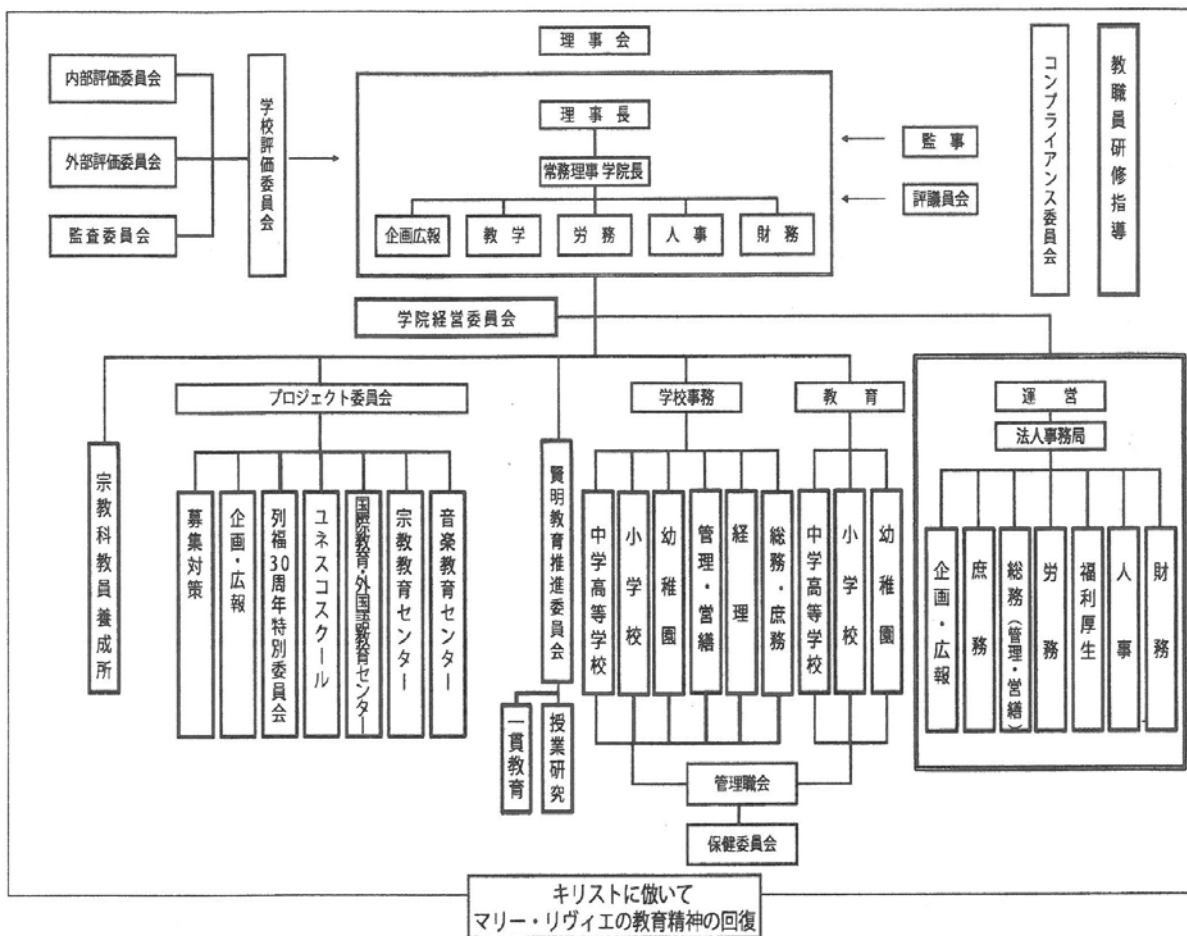 理事会
内部評価委員会
外部評価委員会
監査委員会
学校評価委員会
理事長
常務理事 学院長
企画広報
教学
労務
人事
財務
監事
評議員会
コンプライアンス委員会
教職員研修指導
学院経営委員会
宗教科教員養成所
プロジェクト委員会
募集対策
企画・広報
列福30周年特別委員会
ユネスコスクール
国際教育・外国語教育センター
宗教教育センター
音楽教育センター
賢明教育推進委員会
一貫教育
授業研究
学校事務
中学高等学校
小学校
幼稚園
管理・営繕
経理
総務・庶務
教育
中学高等学校
小学校
幼稚園
管理職会
保健委員会
運営
法人事務局
企画・広報
庶務
総務（管理・営繕）
労務
福利厚生
人事
財務
キリストに倣いて
マリー・リヴィエの教育精神の回復